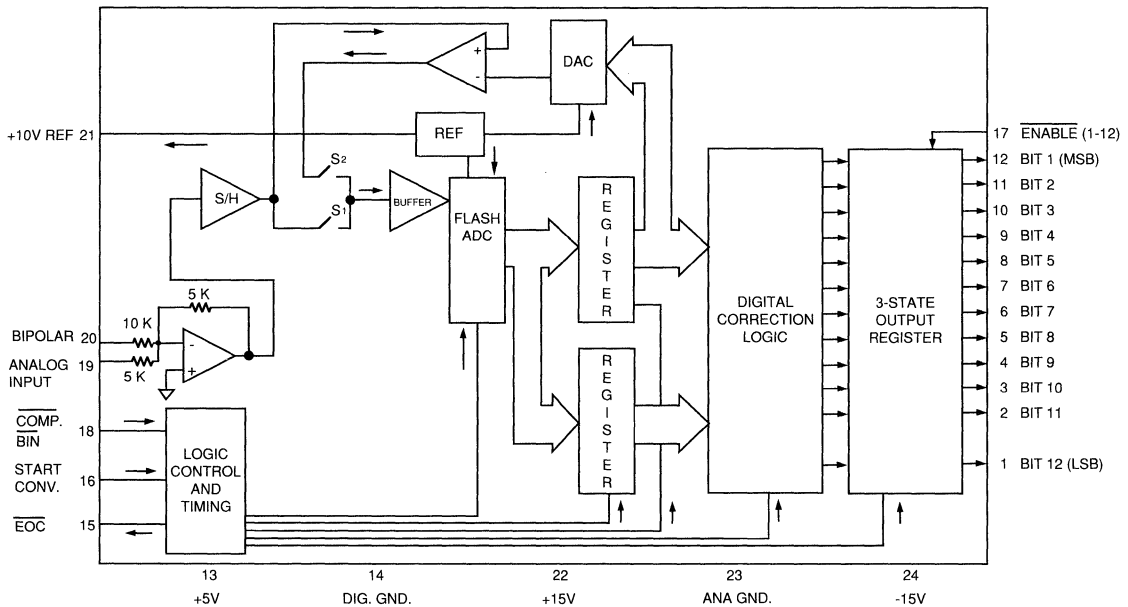 DAC
+
-
+10V REF 21
REF
17 ENABLE (1-12)
12 BIT 1 (MSB)
11 BIT 2
10 BIT 3
9 BIT 4
8 BIT 5
7 BIT 6
6 BIT 7
5 BIT 8
4 BIT 9
3 BIT 10
2 BIT 11
1 BIT 12 (LSB)
S2
S1
S/H
BUFFER
FLASH
ADC
REGISTER
REGISTER
DIGITAL
CORRECTION
LOGIC
3-STATE
OUTPUT
REGISTER
5 K
10 K
BIPOLAR 20
-
ANALOG 19
INPUT
5 K
+
COMP.
BIN
18
START
CONV.
16
EOC 15
LOGIC
CONTROL
AND
TIMING
13
+5V
14
DIG. GND.
22
+15V
23
ANA GND.
24
-15V